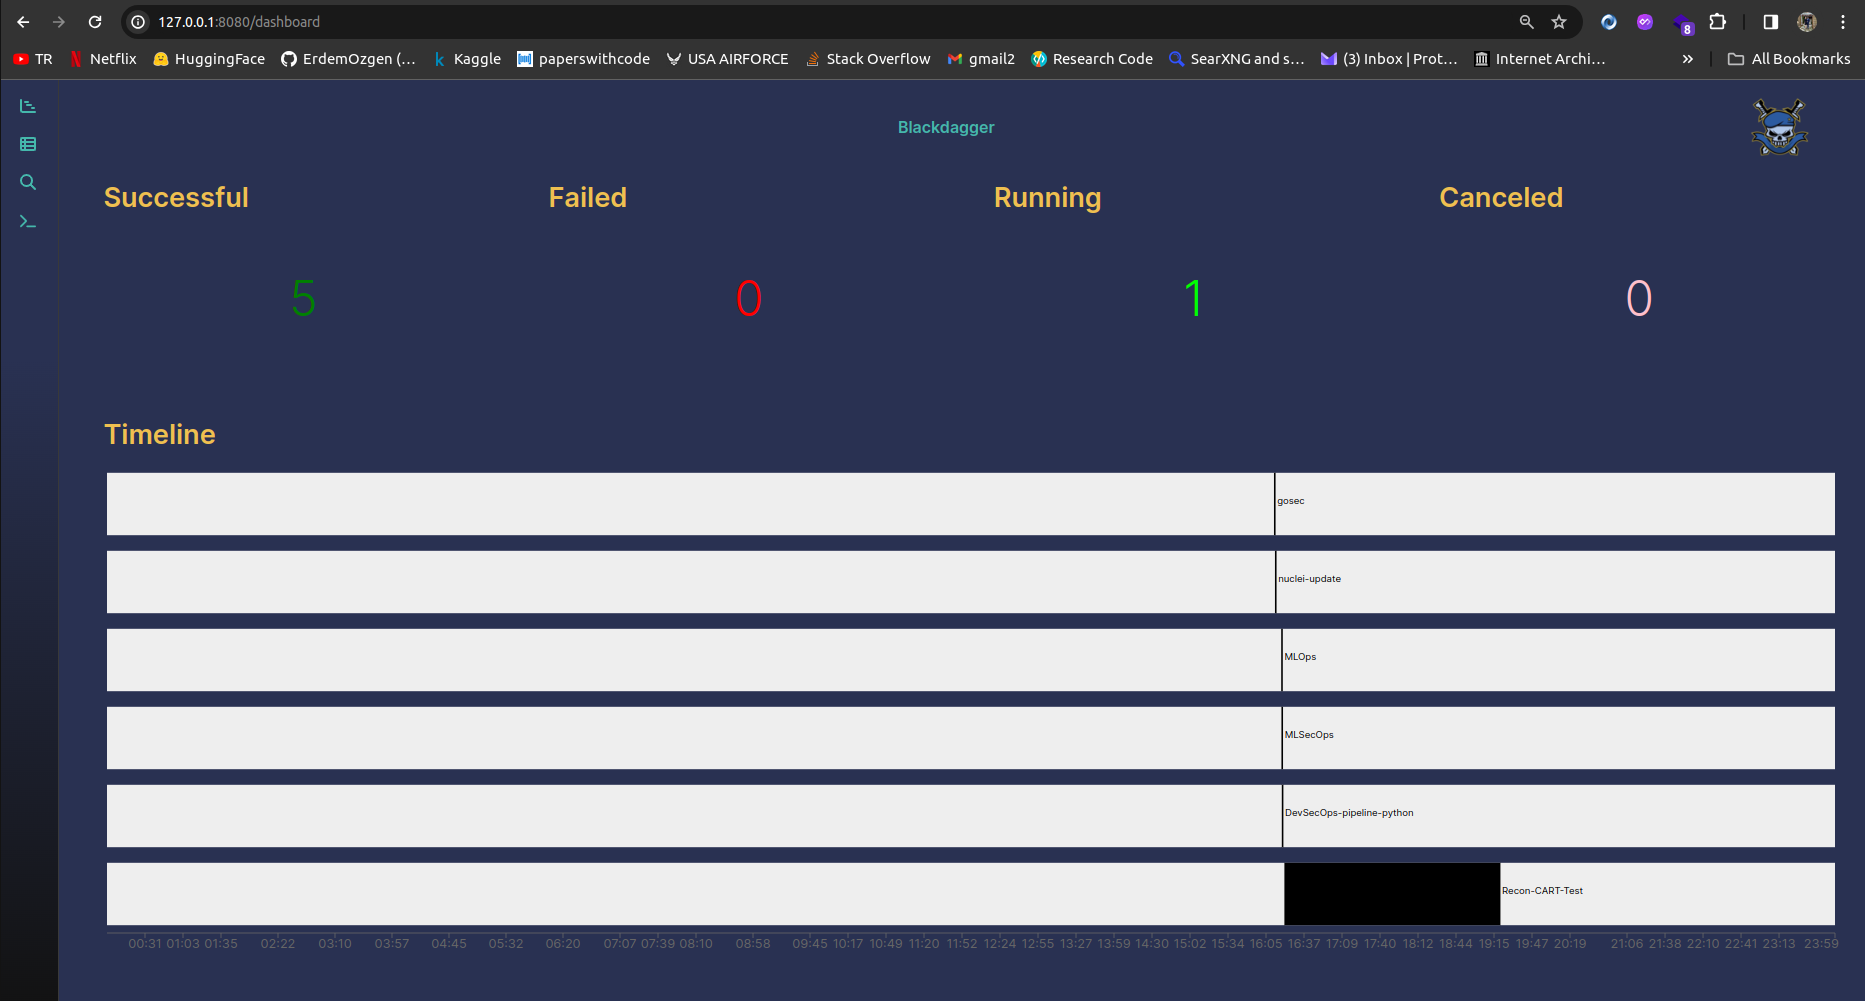 127.0.0.1:8080/dashboard
8
TR Netflix HuggingFace ErdemOzgen (... Kaggle paperswithcode USA AIRFORCE Stack Overflow gmail2 Research Code SearXNG and s... (3) Inbox | Prot... Internet Archi... » All Bookmarks
Blackdagger
Successful Failed Running Canceled
5 0 1 0
Timeline
gosec
nuclei-update
MLOps
MLSecOps
DevSecOps-pipeline-python
Recon-CART-Test
00:31 01:03 01:35 02:22 03:10 03:57 04:45 05:32 06:20 07:07 07:39 08:10 08:58 09:45 10:17 10:49 11:20 11:52 12:24 12:55 13:27 13:59 14:30 15:02 15:34 16:05 16:37 17:09 17:40 18:12 18:44 19:15 19:47 20:19 21:06 21:38 22:10 22:41 23:13 23:59